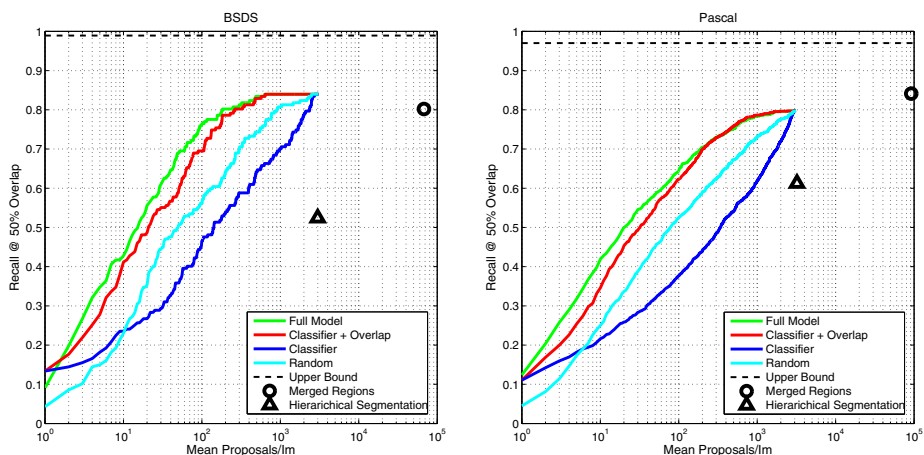 BSDS
1
0.9
0.8
0.7
0.6
0.5
0.4
0.3
0.2
0.1
0
Recall @ 50% Overlap
Full Model
Classifier + Overlap
Classifier
Random
Upper Bound
Merged Regions
Hierarichical Segmentation
10^0 10^1 10^2 10^3 10^4 10^5
Mean Proposals/Im
Pascal
1
0.9
0.8
0.7
0.6
0.5
0.4
0.3
0.2
0.1
0
Recall @ 50% Overlap
Full Model
Classifier + Overlap
Classifier
Random
Upper Bound
Merged Regions
Hierarichical Segmentation
10^0 10^1 10^2 10^3 10^4 10^5
Mean Proposals/Im